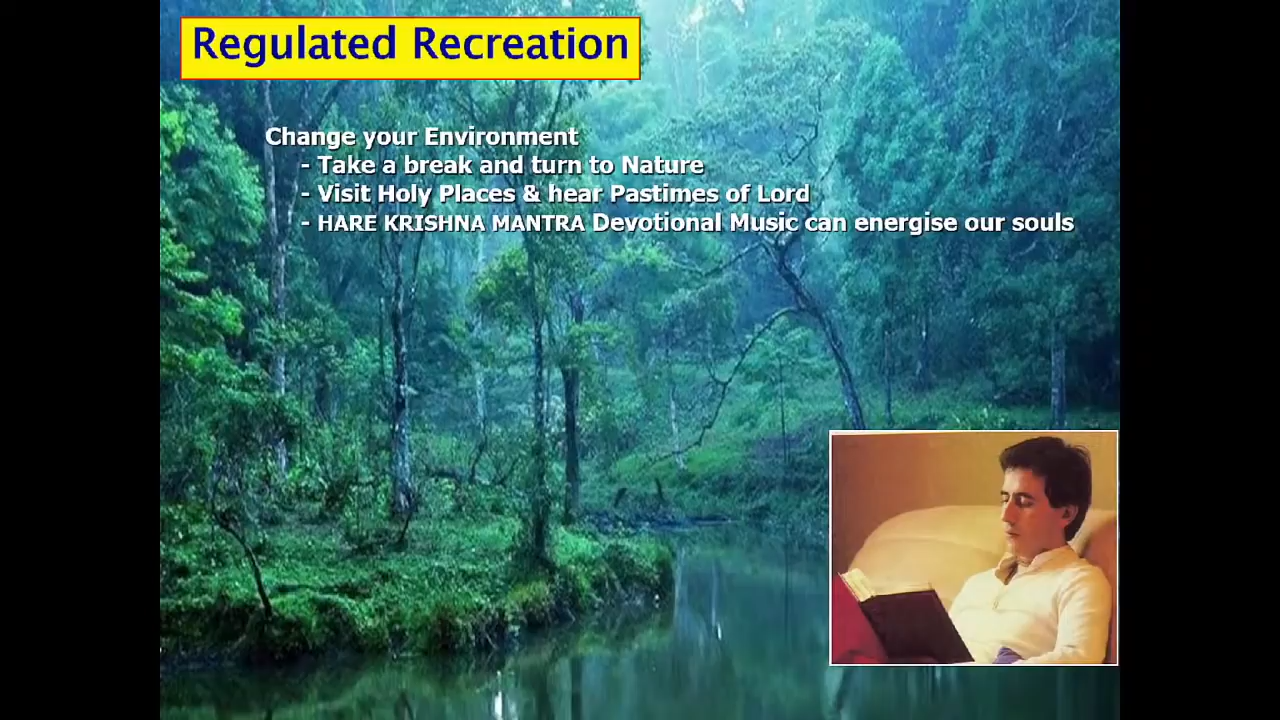 Regulated Recreation
Change your Environment
- Take a break and turn to Nature
- Visit Holy Places & hear Pastimes of Lord
- HARE KRISHNA MANTRA Devotional Music can energise our souls